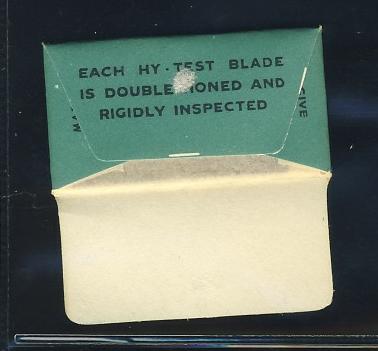 EACH HY-TEST BLADE
IS DOUBLE HONED AND
RIGIDLY INSPECTED